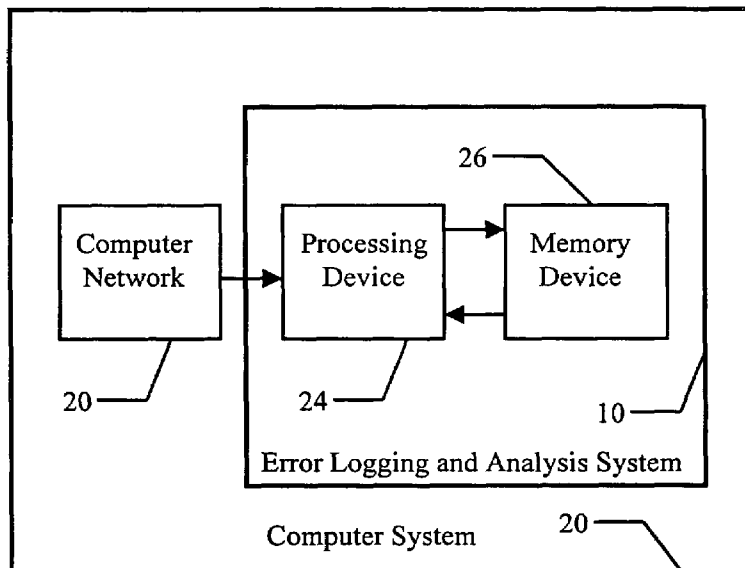 26
Computer
Network
Processing
Device
Memory
Device
20
24
10
Error Logging and Analysis System
20
Computer System